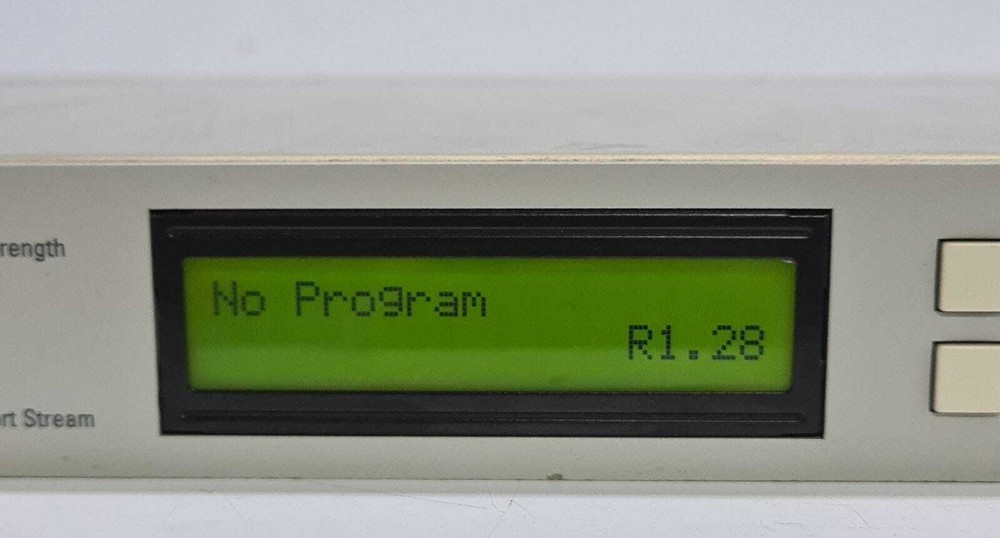 rength
No Program
R1.28
rt Stream